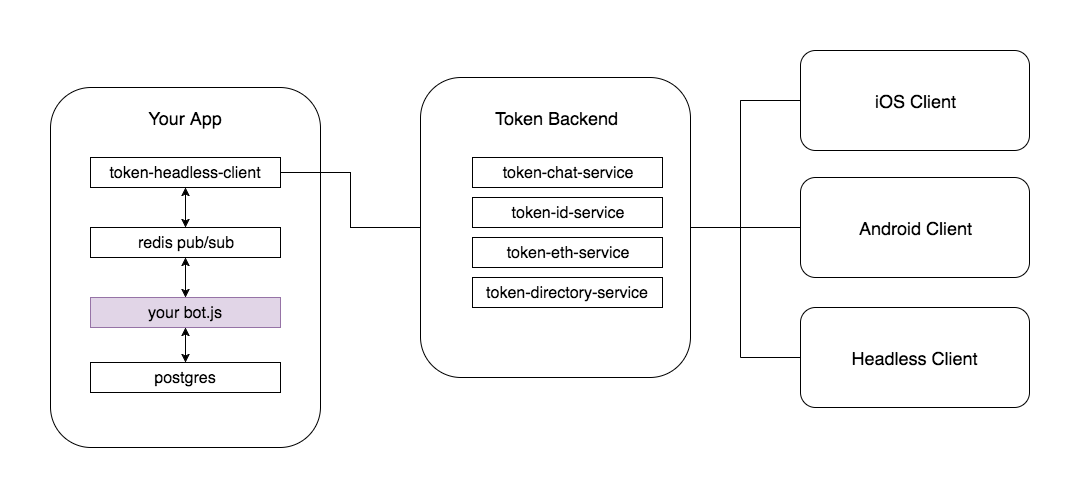 Your App
token-headless-client
redis pub/sub
your bot.js
postgres
Token Backend
token-chat-service
token-id-service
token-eth-service
token-directory-service
iOS Client
Android Client
Headless Client